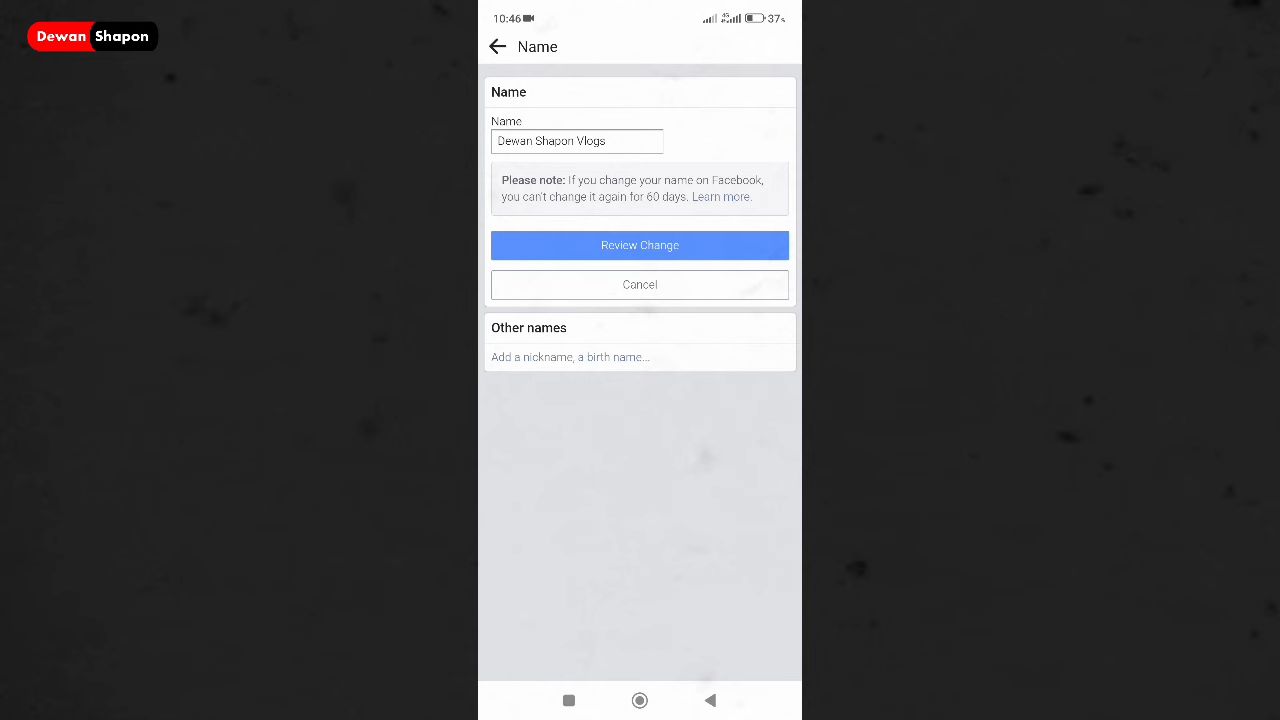 Dewan Shapon
10:46
4G
37%
Name
Name
Name
Dewan Shapon Vlogs
Please note: If you change your name on Facebook,
you can't change it again for 60 days. Learn more.
Review Change
Cancel
Other names
Add a nickname, a birth name...